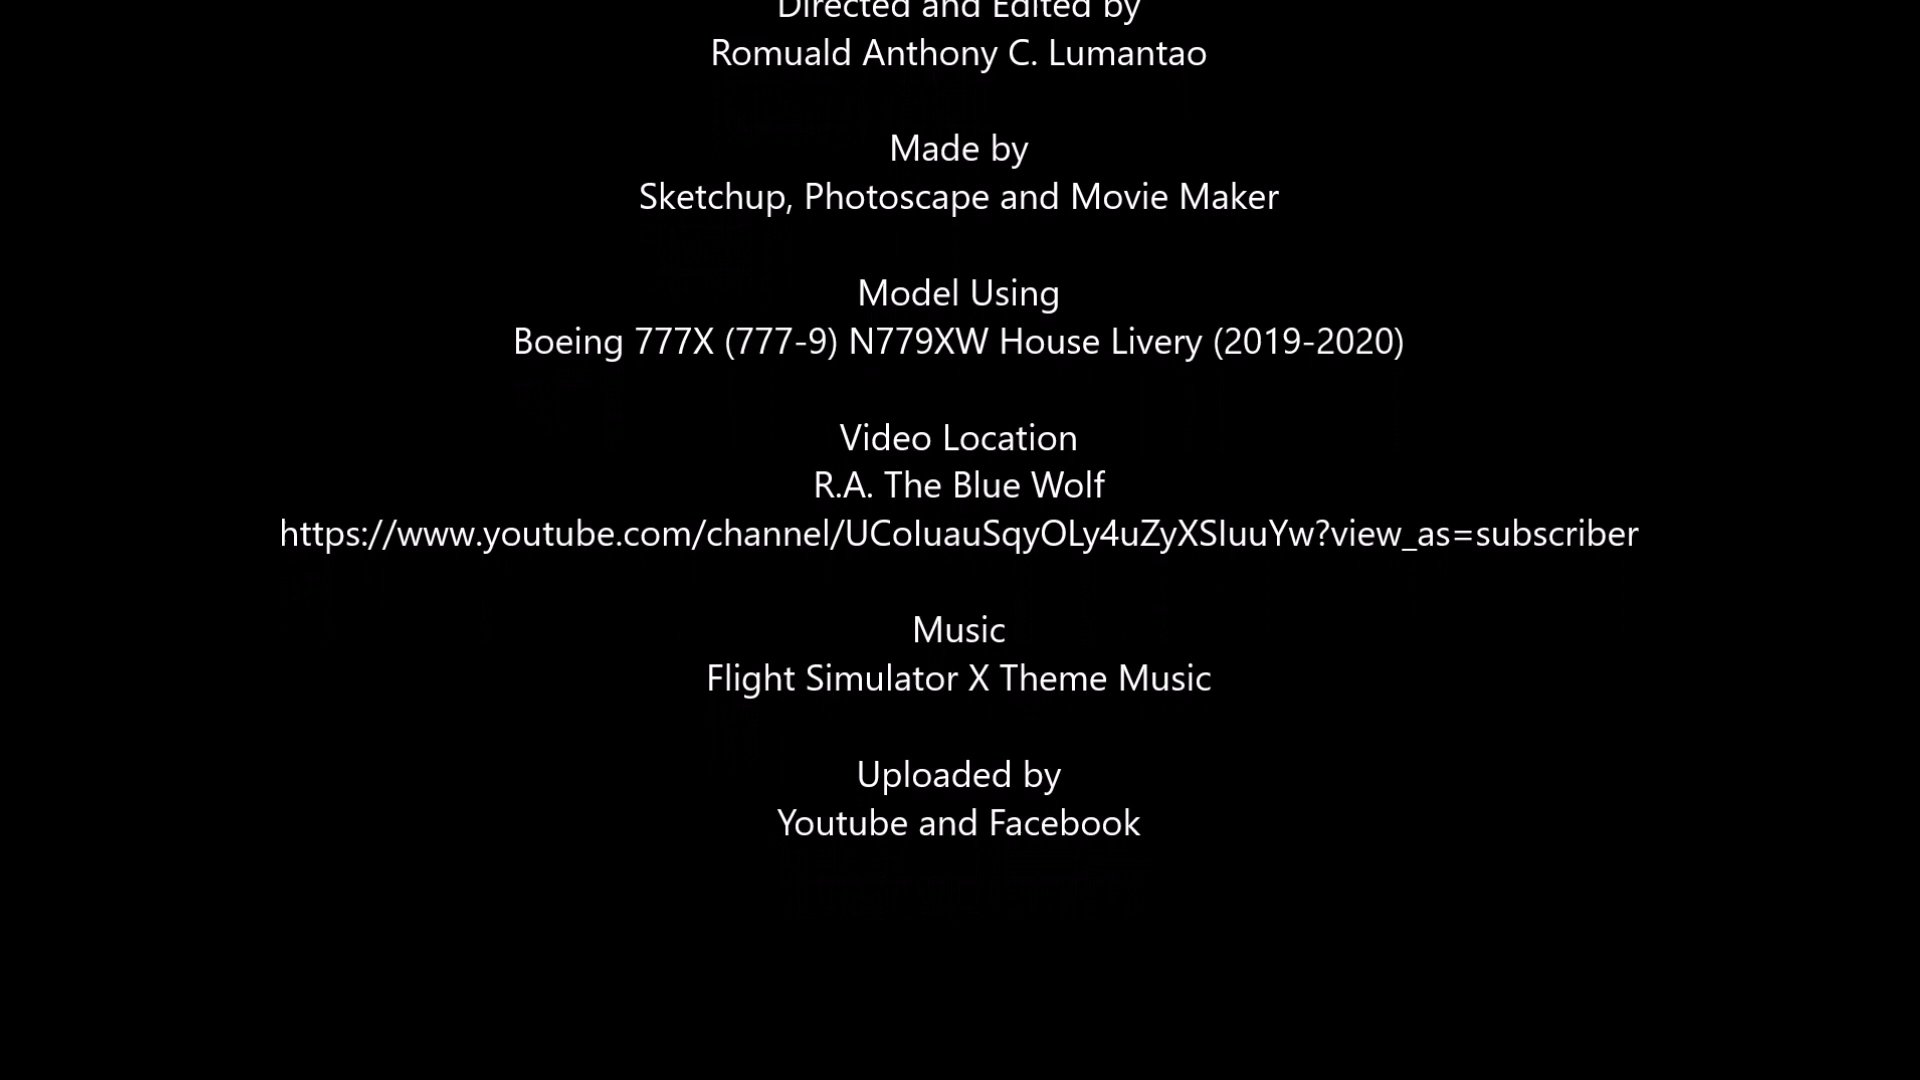 Directed and Edited by
Romuald Anthony C. Lumantao
Made by
Sketchup, Photoscape and Movie Maker
Model Using
Boeing 777X (777-9) N779XW House Livery (2019-2020)
Video Location
R.A. The Blue Wolf
https://www.youtube.com/channel/UCoIuauSqyOLy4uZyXSIuuYw?view_as=subscriber
Music
Flight Simulator X Theme Music
Uploaded by
Youtube and Facebook